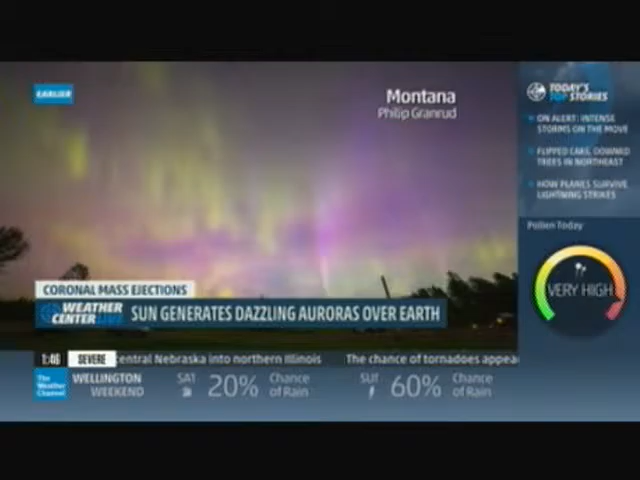 EARLIER
Montana
Philip Granrud
TODAY'S
TOP STORIES
ON ALERT: INTENSE
STORMS ON THE MOVE
FLIPPED CARS, DOWNED
TREES IN NORTHEAST
HOW PLANES SURVIVE
LIGHTNING STRIKES
Pollen Today
VERY HIGH
CORONAL MASS EJECTIONS
WEATHER
CENTER LIVE
SUN GENERATES DAZZLING AURORAS OVER EARTH
1:46 SEVERE entral Nebraska into northern Illinois The chance of tornadoes appea
The
Weather
Channel
WELLINGTON
WEEKEND
SAT 20% Chance
of Rain
SUN 60% Chance
of Rain